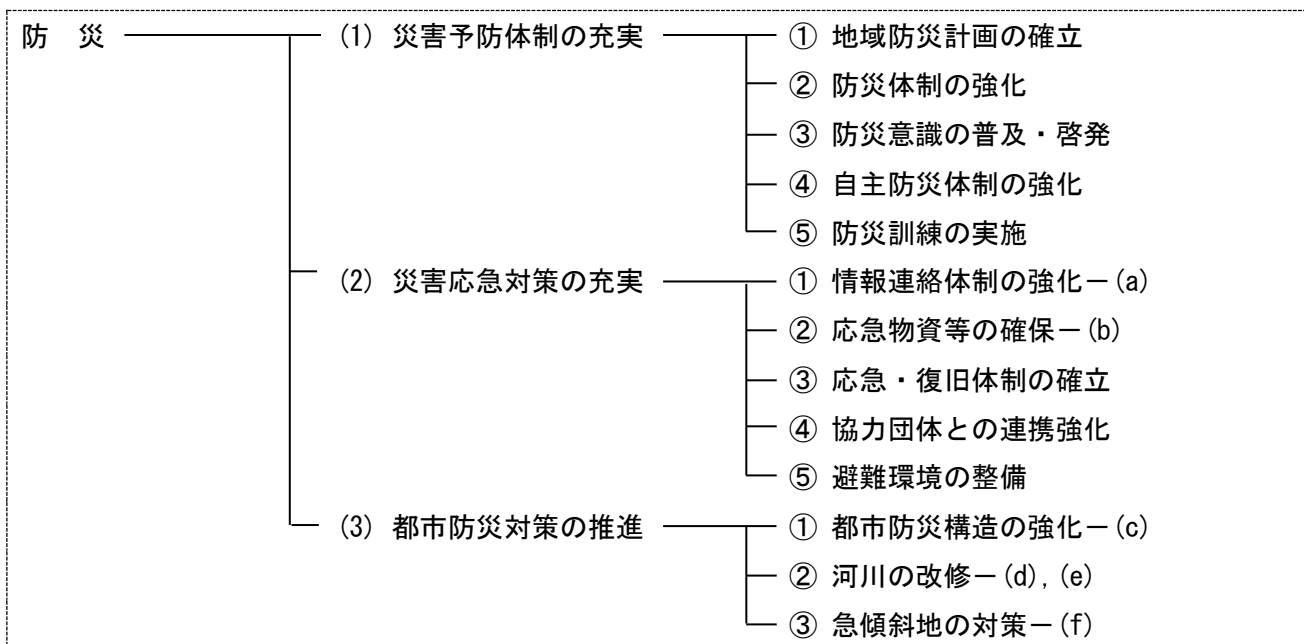 防　災 (1) 災害予防体制の充実 ① 地域防災計画の確立
② 防災体制の強化
③ 防災意識の普及・啓発
④ 自主防災体制の強化
⑤ 防災訓練の実施
(2) 災害応急対策の充実 ① 情報連絡体制の強化－(a)
② 応急物資等の確保－(b)
③ 応急・復旧体制の確立
④ 協力団体との連携強化
⑤ 避難環境の整備
(3) 都市防災対策の推進 ① 都市防災構造の強化－(c)
② 河川の改修－(d), (e)
③ 急傾斜地の対策－(f)